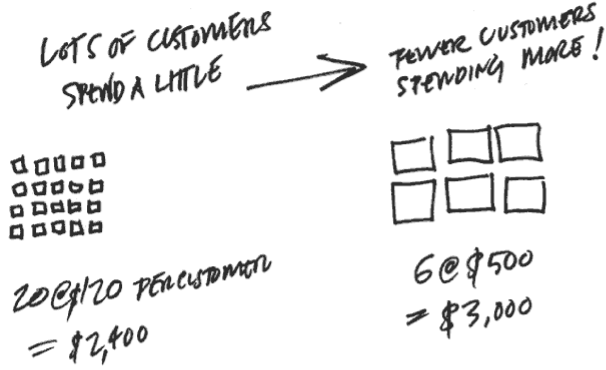 LOTS OF CUSTOMERS
SPEND A LITTLE
FEWER CUSTOMERS
SPENDING MORE!
20@$120 PER CUSTOMER
= $2,400
6@$500
= $3,000